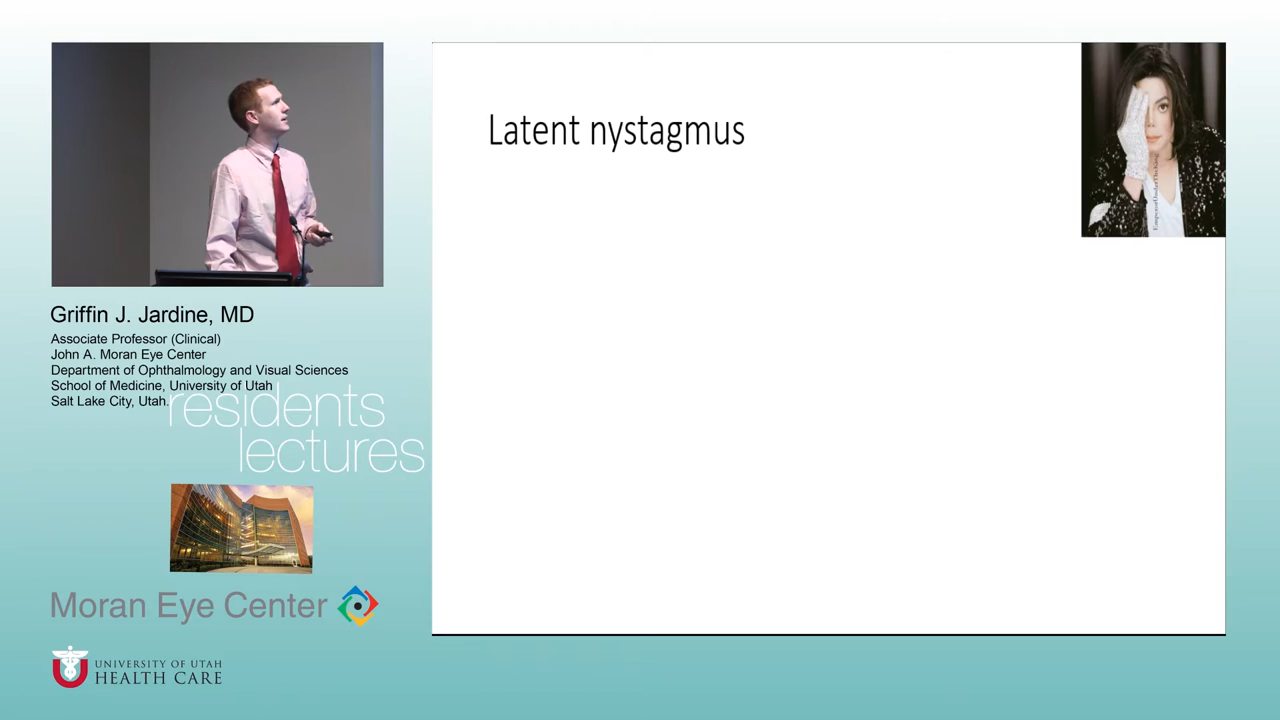 Latent nystagmus
Griffin J. Jardine, MD
Associate Professor (Clinical)
John A. Moran Eye Center
Department of Ophthalmology and Visual Sciences
School of Medicine, University of Utah
Salt Lake City, Utah.
residents
lectures
Moran Eye Center
UNIVERSITY OF UTAH
HEALTH CARE